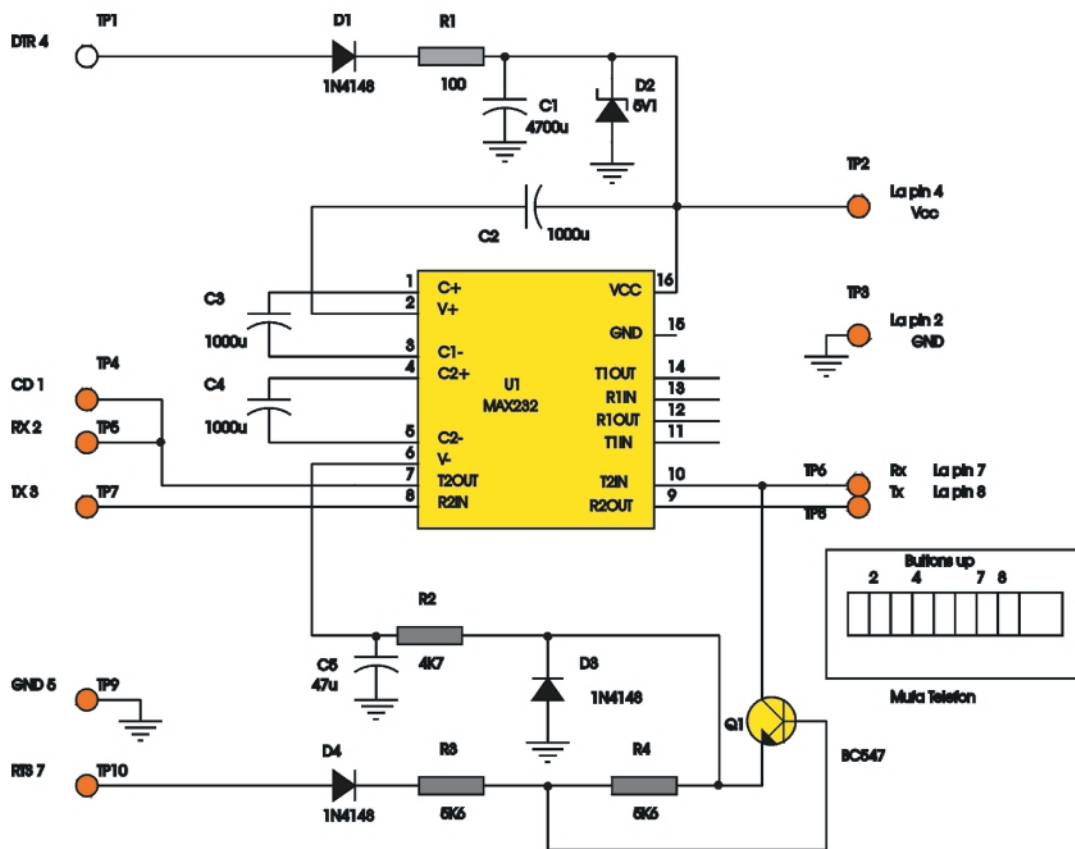 TP1
DTR 4
D1
1N4148
R1
100
C1
4700u
D2
5V1
TP2
La pin 4
Vcc
C2
1000u
TP3
La pin 2
GND
C3
1000u
C4
1000u
1
2
3
4
5
6
7
8
C+
V+
C1-
C2+
C2-
V-
T2OUT
R2IN
U1
MAX232
VCC
GND
T1OUT
R1IN
R1OUT
T1IN
T2IN
R2OUT
16
15
14
13
12
11
10
9
TP4
CD 1
RX 2
TP5
TX 3
TP7
TP6
Rx La pin 7
Tx La pin 8
TP8
Buttons up
2 4 7 8
Mufa Telefon
R2
4K7
C5
47u
D3
1N4148
GND 5
TP9
Q1
BC547
RTS 7
TP10
D4
1N4148
R3
5K6
R4
5K6